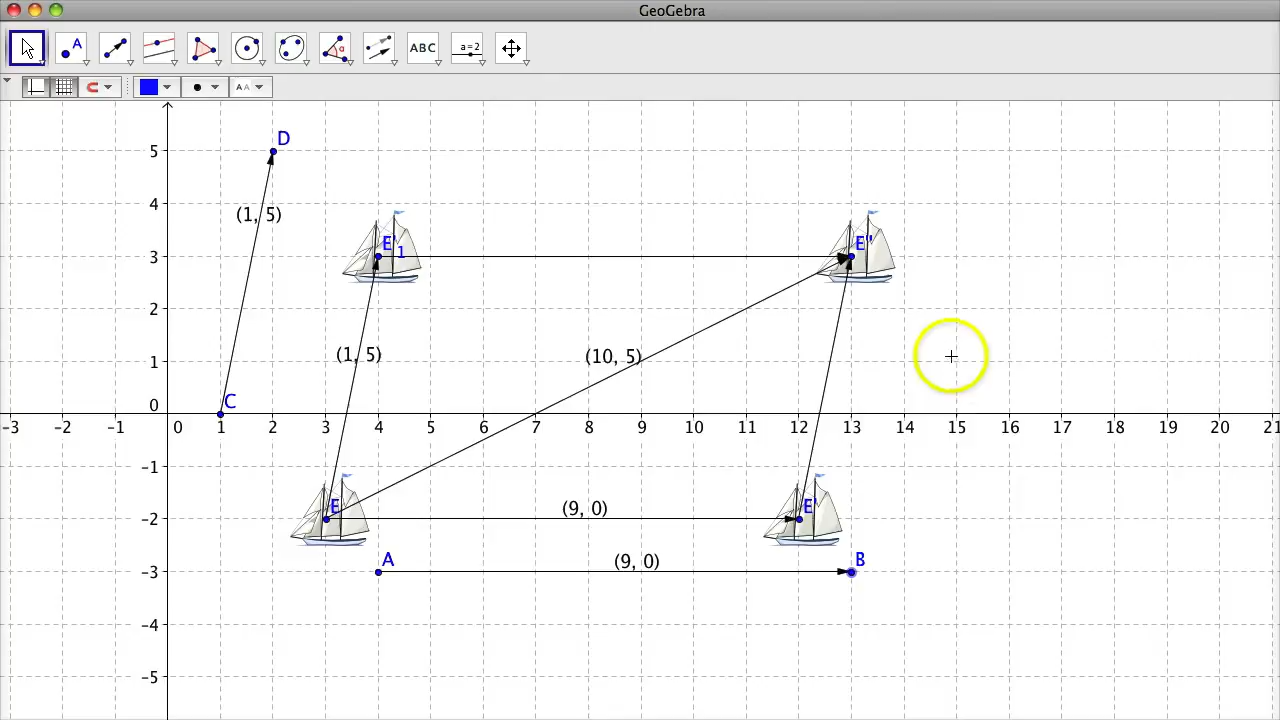 GeoGebra
A
α
ABC
a=2
A A
D
5
(1, 5)
4
E'₁
E"
3
2
(1, 5)
(10, 5)
1
C
0
-3 -2 -1 0 1 2 3 4 5 6 7 8 9 10 11 12 13 14 15 16 17 18 19 20 21
-1
E
(9, 0)
E'
-2
A
(9, 0)
B
-3
-4
-5